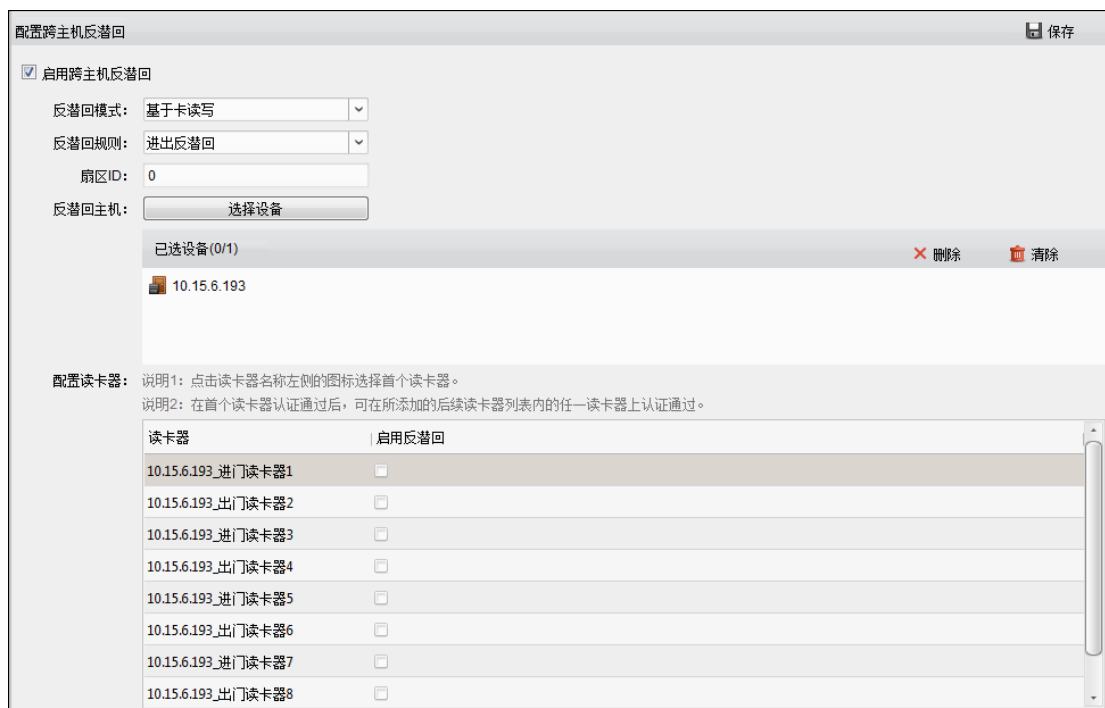 配置跨主机反潜回 保存
启用跨主机反潜回
反潜回模式： 基于卡读写
反潜回规则： 进出反潜回
扇区ID： 0
反潜回主机： 选择设备
已选设备(0/1) 删除 清除
10.15.6.193
配置读卡器： 说明1：点击读卡器名称左侧的图标选择首个读卡器。
说明2：在首个读卡器认证通过后，可在所添加的后续读卡器列表内的任一读卡器上认证通过。
读卡器 启用反潜回
10.15.6.193_进门读卡器1
10.15.6.193_出门读卡器2
10.15.6.193_进门读卡器3
10.15.6.193_出门读卡器4
10.15.6.193_进门读卡器5
10.15.6.193_出门读卡器6
10.15.6.193_进门读卡器7
10.15.6.193_出门读卡器8